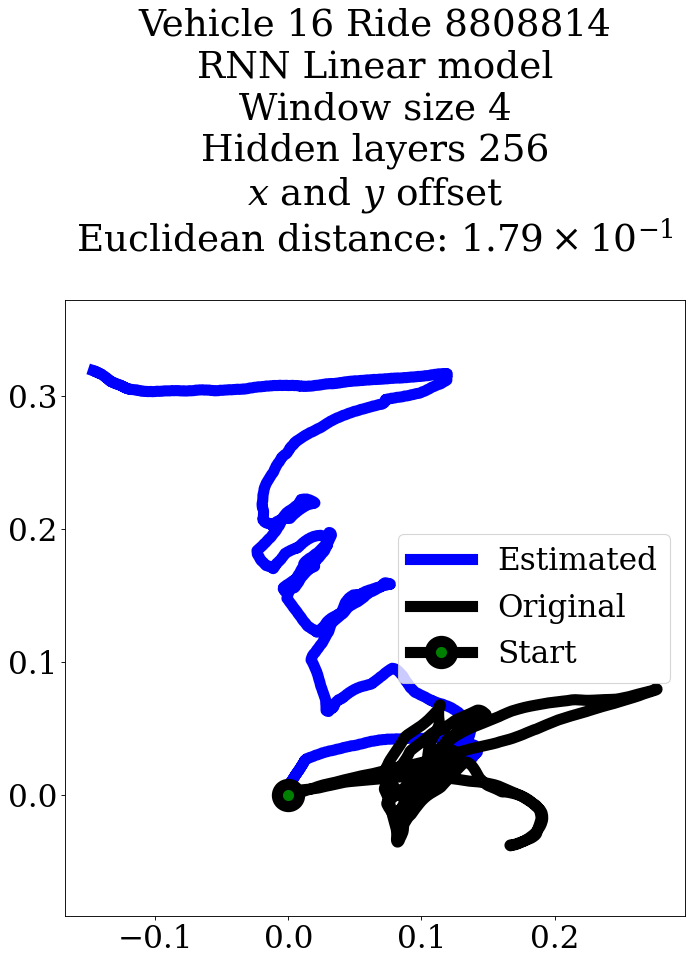 Vehicle 16 Ride 8808814
RNN Linear model
Window size 4
Hidden layers 256
x and y offset
Euclidean distance: 1.79 × 10⁻¹
0.3
0.2
0.1
0.0
Estimated
Original
Start
−0.1 0.0 0.1 0.2